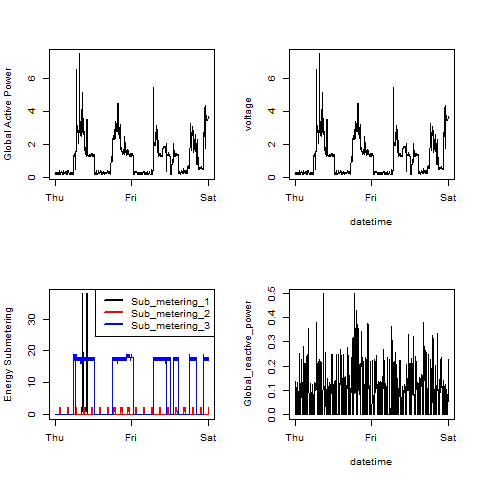 Global Active Power
0 2 4 6
Thu Fri Sat
voltage
0 2 4 6
Thu Fri Sat
datetime
Energy Submetering
0 10 20 30
Sub_metering_1
Sub_metering_2
Sub_metering_3
Thu Fri Sat
Global_reactive_power
0.0 0.1 0.2 0.3 0.4 0.5
Thu Fri Sat
datetime